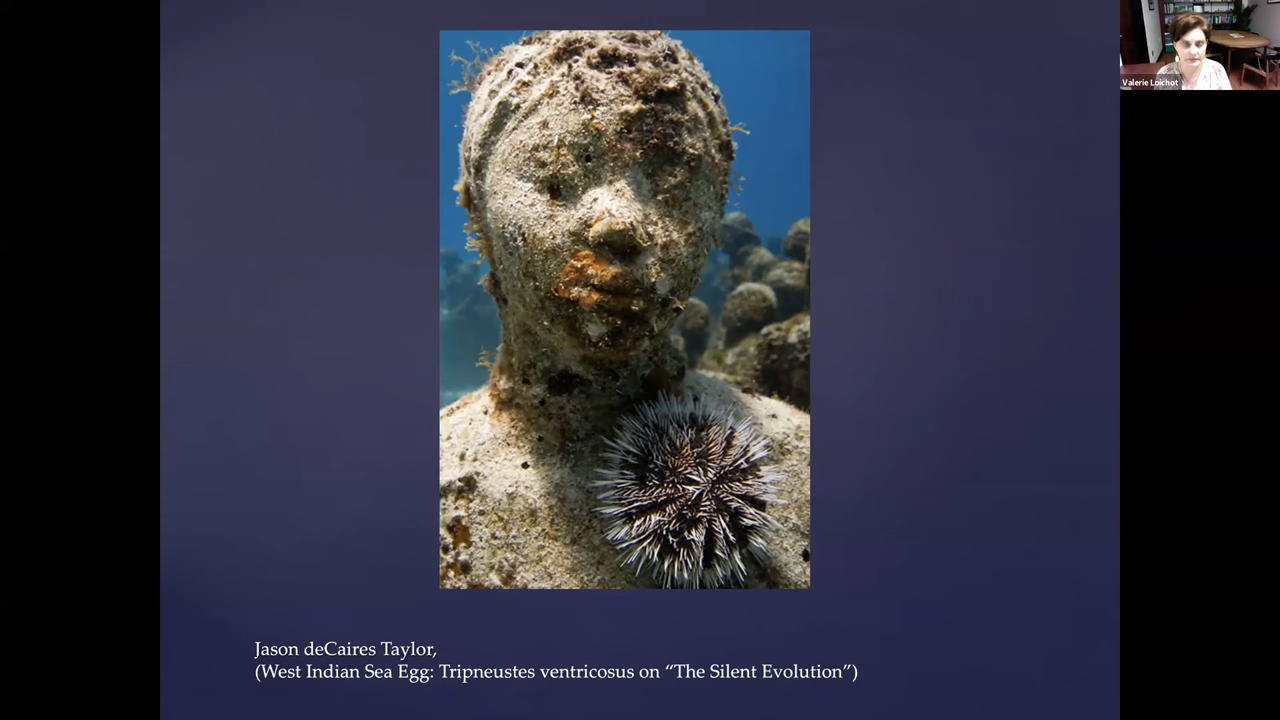 Valerie Loichot
Jason deCaires Taylor,
(West Indian Sea Egg: Tripneustes ventricosus on “The Silent Evolution”)